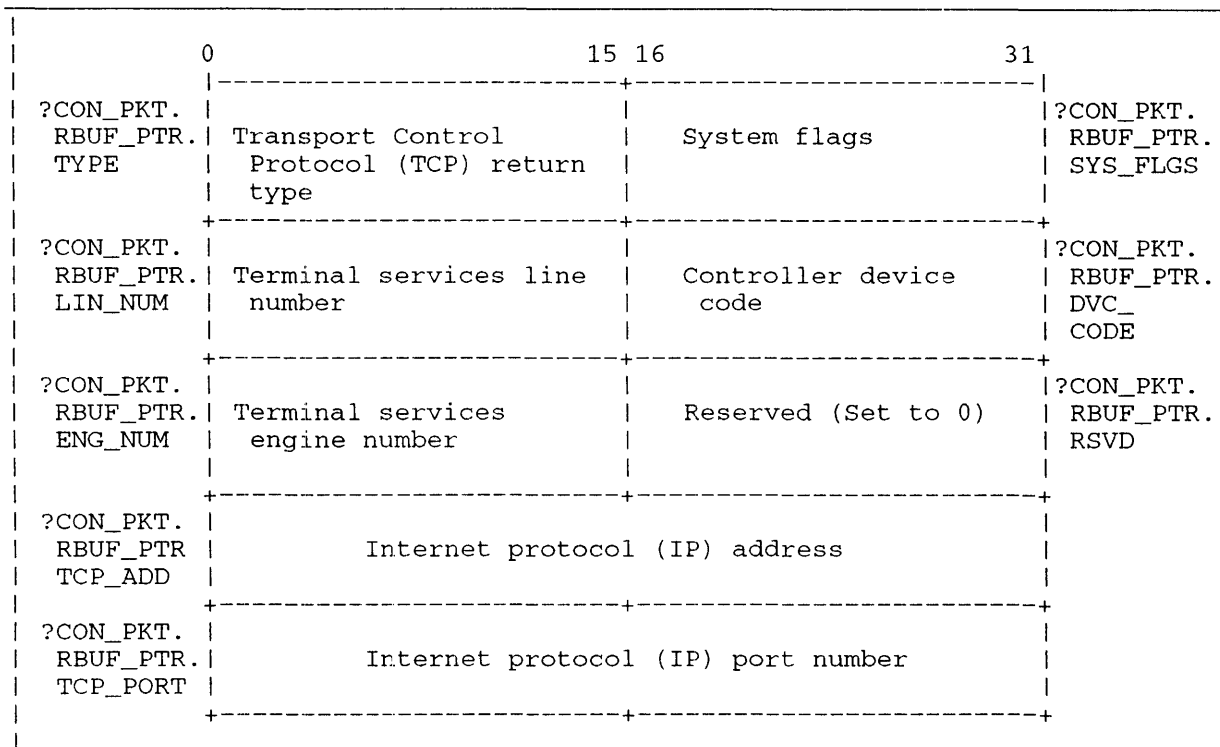 0 15 16 31
?CON_PKT. ?CON_PKT.
RBUF_PTR. Transport Control System flags RBUF_PTR.
TYPE Protocol (TCP) return SYS_FLGS
type
?CON_PKT. ?CON_PKT.
RBUF_PTR. Terminal services line Controller device RBUF_PTR.
LIN_NUM number code DVC_
CODE
?CON_PKT. ?CON_PKT.
RBUF_PTR. Terminal services Reserved (Set to 0) RBUF_PTR.
ENG_NUM engine number RSVD
?CON_PKT.
RBUF_PTR Internet protocol (IP) address
TCP_ADD
?CON_PKT.
RBUF_PTR. Internet protocol (IP) port number
TCP_PORT